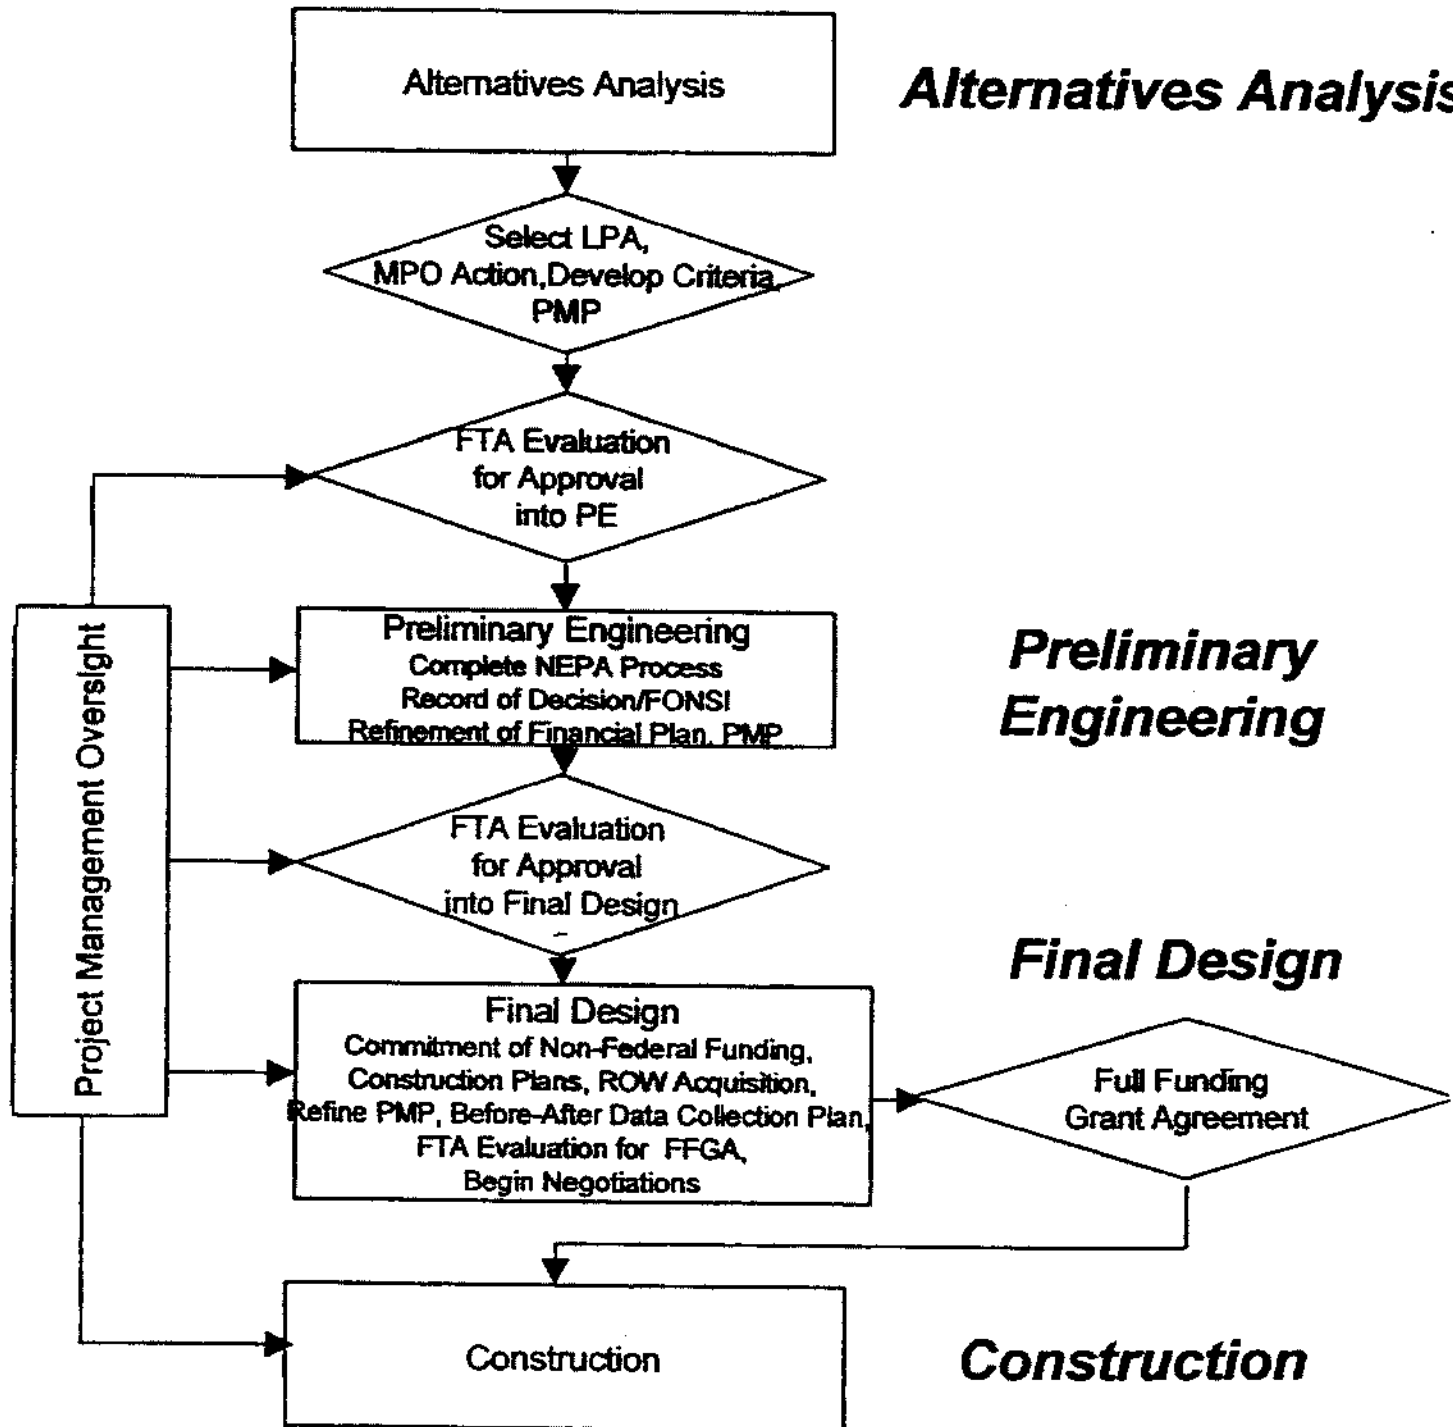 Alternatives Analysis
Alternatives Analysis
Select LPA,
MPO Action,Develop Criteria,
PMP
FTA Evaluation
for Approval
into PE
Project Management Oversight
Preliminary Engineering
Complete NEPA Process
Record of Decision/FONSI
Refinement of Financial Plan, PMP
Preliminary
Engineering
FTA Evaluation
for Approval
into Final Design
Final Design
Final Design
Commitment of Non-Federal Funding,
Construction Plans, ROW Acquisition,
Refine PMP, Before-After Data Collection Plan,
FTA Evaluation for FFGA,
Begin Negotiations
Full Funding
Grant Agreement
Construction
Construction